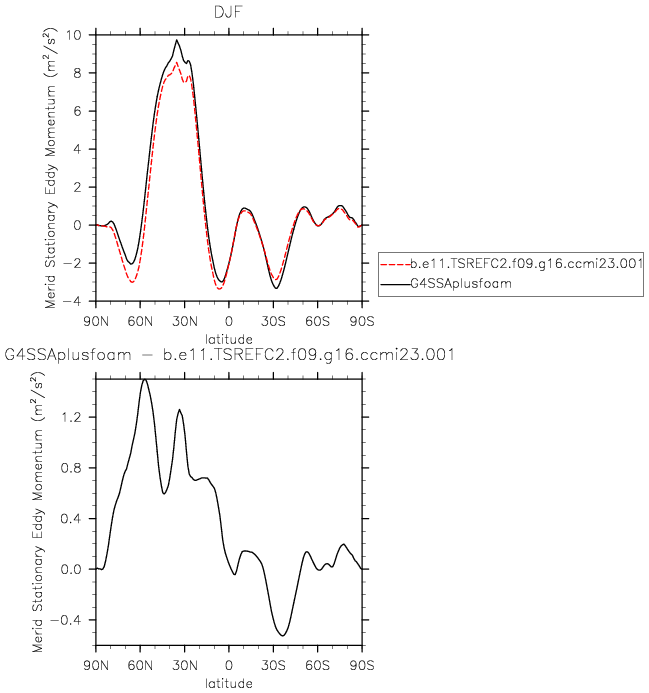 DJF
Merid Stationary Eddy Momentum (m²/s²)
10
8
6
4
2
0
−2
−4
90N 60N 30N 0 30S 60S 90S
latitude
b.e11.TSREFC2.f09.g16.ccmi23.001
G4SSAplusfoam
G4SSAplusfoam − b.e11.TSREFC2.f09.g16.ccmi23.001
Merid Stationary Eddy Momentum (m²/s²)
1.2
0.8
0.4
0.0
−0.4
90N 60N 30N 0 30S 60S 90S
latitude